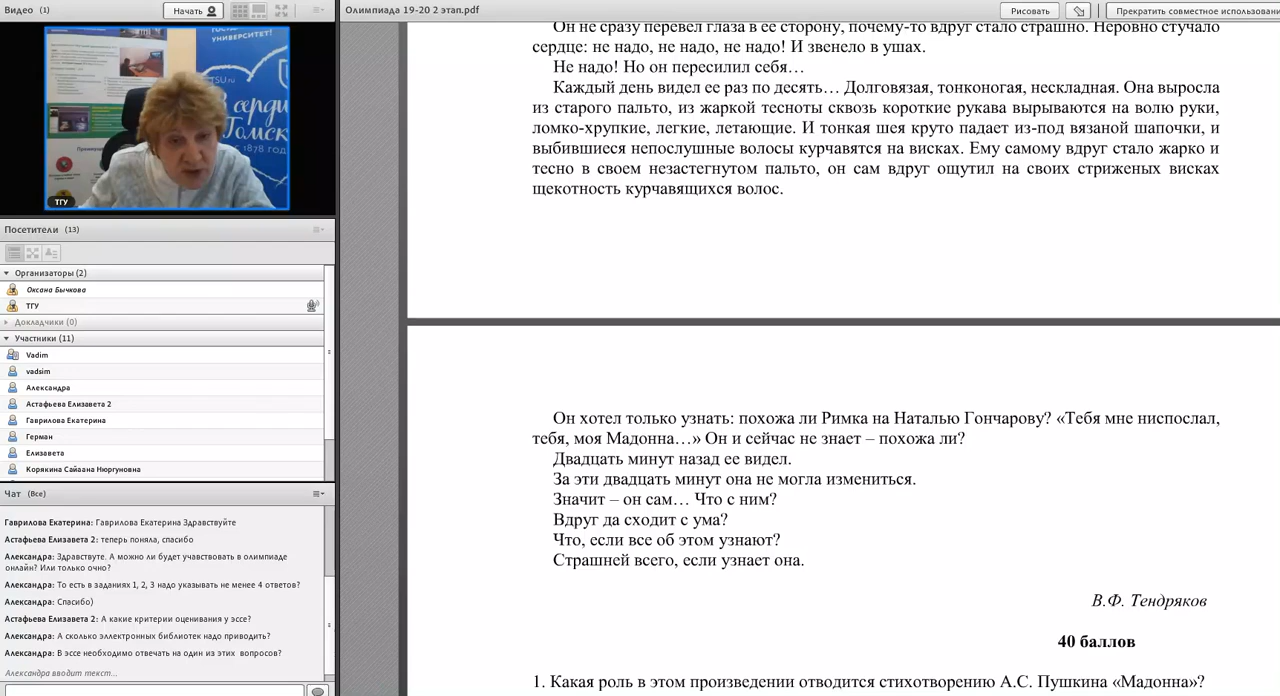 Видео (1)
Начать
Олимпиада 19-20 2 этап.pdf
Рисовать
Прекратить совместное использован
УНИВЕРСИТЕТ!
TSU.ru
серди
Томск
С 1878 ГОД
ТГУ
Посетители (13)
Организаторы (2)
Оксана Бычкова
ТГУ
Докладчики (0)
Участники (11)
Vadim
vadsim
Александра
Астафьева Елизавета 2
Гаврилова Екатерина
Герман
Елизавета
Корякина Сайаана Нюргуновна
Чат (Все)
Гаврилова Екатерина: Гаврилова Екатерина Здравствуйте
Астафьева Елизавета 2: теперь поняла, спасибо
Александра: Здравствуте. А можно ли будет учавствовать в олимпиаде
онлайн? Или только очно?
Александра: То есть в заданиях 1, 2, 3 надо указывать не менее 4 ответов?
Александра: Спасибо)
Астафьева Елизавета 2: А какие критерии оценивания у эссе?
Александра: А сколько эллектронных библиотек надо приводить?
Александра: В эссе необходимо отвечать на один из этих вопросов?
Александра вводит текст...
Он не сразу перевел глаза в ее сторону, почему-то вдруг стало страшно. Неровно стучало
сердце: не надо, не надо, не надо! И звенело в ушах.
Не надо! Но он пересилил себя…
Каждый день видел ее раз по десять… Долговязая, тонконогая, нескладная. Она выросла
из старого пальто, из жаркой сквозь короткие рукава вырываются на волю руки,
ломко-хрупкие, легкие, летающие. И тонкая шея круто падает из-под вязаной шапочки, и
выбившиеся непослушные волосы курчавятся на висках. Ему самому вдруг стало жарко и
тесно в своем незастегнутом пальто, он сам вдруг ощутил на своих стриженых висках
щекотность курчавящихся волос.
Он хотел только узнать: похожа ли Римка на Наталью Гончарову? «Тебя мне ниспослал,
тебя, моя Мадонна…» Он и сейчас не знает – похожа ли?
Двадцать минут назад ее видел.
За эти двадцать минут она не могла измениться.
Значит – он сам… Что с ним?
Вдруг да сходит с ума?
Что, если все об этом узнают?
Страшней всего, если узнает она.
В.Ф. Тендряков
40 баллов
1. Какая роль в этом произведении отводится стихотворению А.С. Пушкина «Мадонна»?